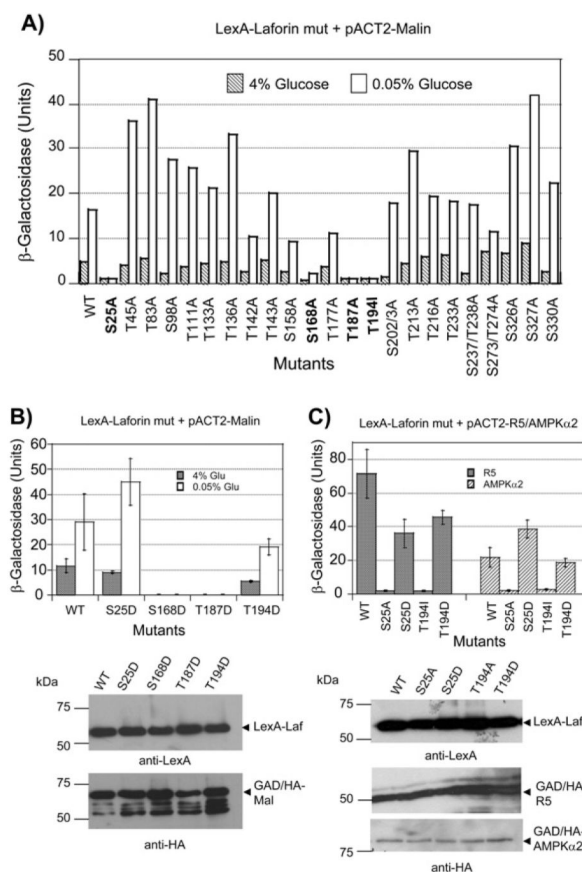 A)
LexA-Laforin mut + pACT2-Malin
4% Glucose
0.05% Glucose
β-Galactosidase (Units)
50
40
30
20
10
0
WT
S25A
T45A
T83A
S98A
T111A
T133A
T136A
T142A
T143A
S158A
S168A
T177A
T187A
T194I
S202/3A
T213A
T216A
T233A
S237/T238A
S273/T274A
S326A
S327A
S330A
Mutants
B)
LexA-Laforin mut + pACT2-Malin
β-Galactosidase (Units)
60
50
40
30
20
10
0
4% Glu
0.05% Glu
WT
S25D
S168D
T187D
T194D
Mutants
kDa
WT
S25D
S168D
T187D
T194D
75
50
LexA-Laf
anti-LexA
75
50
GAD/HA-
Mal
anti-HA
C)
LexA-Laforin mut + pACT2-R5/AMPKα2
β-Galactosidase (Units)
100
80
60
40
20
0
R5
AMPKα2
WT
S25A
S25D
T194I
T194D
WT
S25A
S25D
T194I
T194D
Mutants
kDa
WT
S25A
S25D
T194A
T194D
75
50
LexA-Laf
anti-LexA
50
GAD/HA-
R5
75
GAD/HA-
AMPKα2
anti-HA